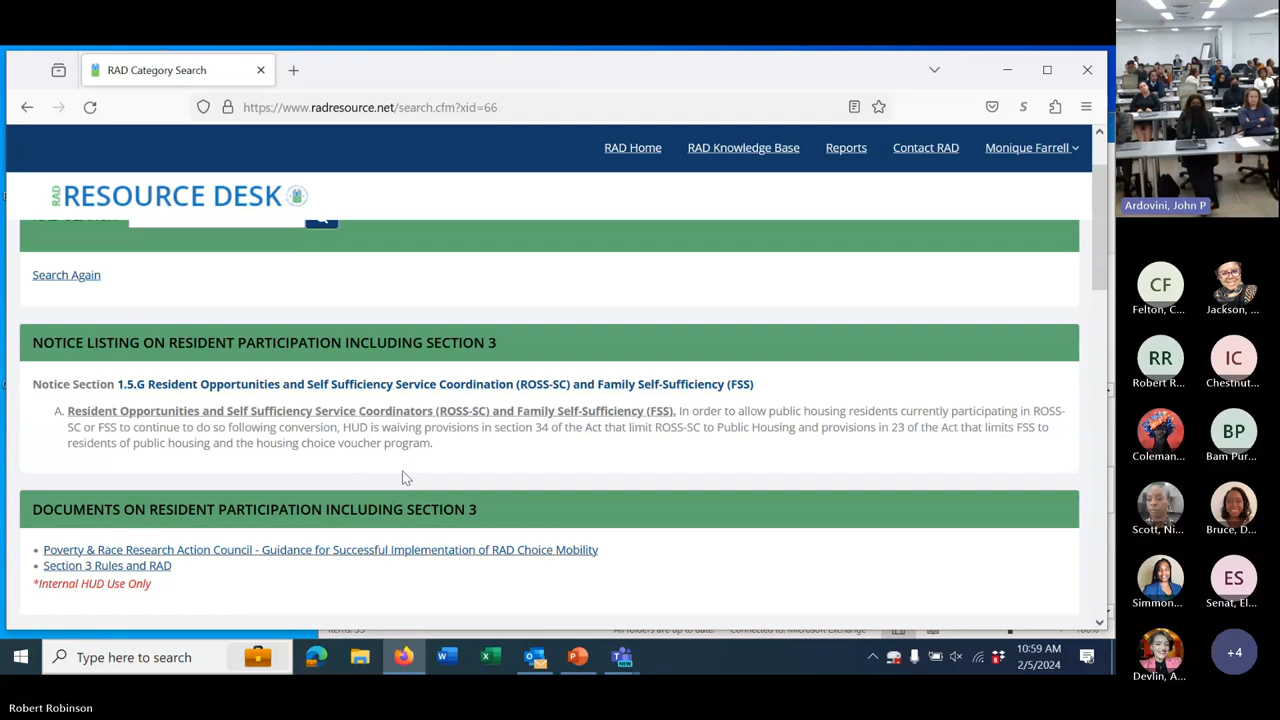 RAD Category Search
https://www.radresource.net/search.cfm?xid=66
RAD Home
RAD Knowledge Base
Reports
Contact RAD
Monique Farrell
RAD RESOURCE DESK
Search Again
NOTICE LISTING ON RESIDENT PARTICIPATION INCLUDING SECTION 3
Notice Section 1.5.G Resident Opportunities and Self Sufficiency Service Coordination (ROSS-SC) and Family Self-Sufficiency (FSS)
A. Resident Opportunities and Self Sufficiency Service Coordinators (ROSS-SC) and Family Self-Sufficiency (FSS). In order to allow public housing residents currently participating in ROSS-
SC or FSS to continue to do so following conversion, HUD is waiving provisions in section 34 of the Act that limit ROSS-SC to Public Housing and provisions in 23 of the Act that limits FSS to
residents of public housing and the housing choice voucher program.
DOCUMENTS ON RESIDENT PARTICIPATION INCLUDING SECTION 3
• Poverty & Race Research Action Council - Guidance for Successful Implementation of RAD Choice Mobility
• Section 3 Rules and RAD
*Internal HUD Use Only
Type here to search
10:59 AM
2/5/2024
Robert Robinson
Ardovini, John P
CF
Felton, C...
Jackson, ...
RR
Robert R...
IC
Chestnut...
Coleman...
BP
Bam Pur...
Scott, Ni...
Bruce, D...
Simmon...
ES
Senat, El...
Devlin, A...
+4